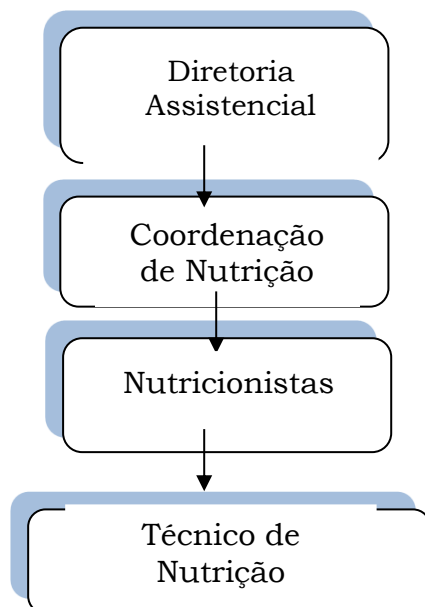 Diretoria
Assistencial
Coordenação
de Nutrição
Nutricionistas
Técnico de
Nutrição